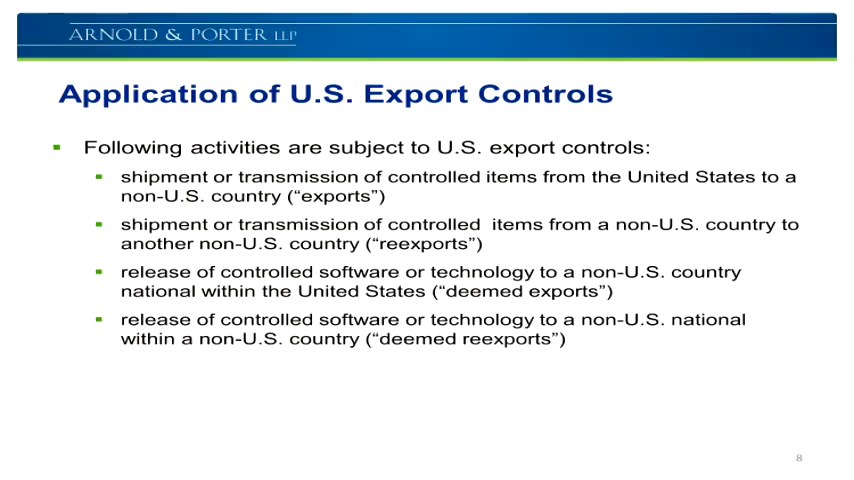 ARNOLD & PORTER LLP
Application of U.S. Export Controls
Following activities are subject to U.S. export controls:
shipment or transmission of controlled items from the United States to a
non-U.S. country (“exports”)
shipment or transmission of controlled  items from a non-U.S. country to
another non-U.S. country (“reexports”)
release of controlled software or technology to a non-U.S. country
national within the United States (“deemed exports”)
release of controlled software or technology to a non-U.S. national
within a non-U.S. country (“deemed reexports”)
8